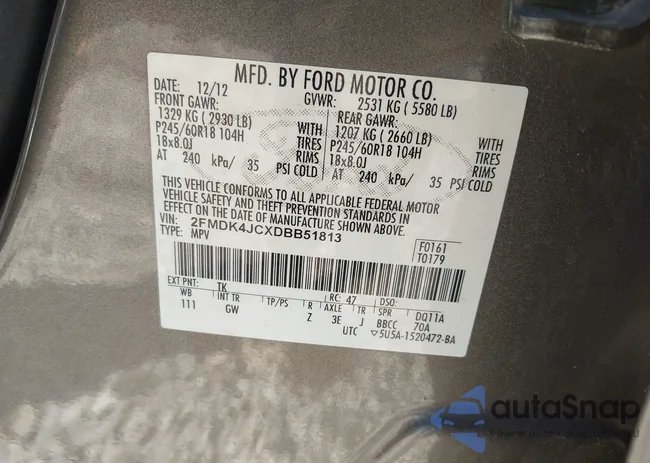 MFD. BY FORD MOTOR CO.
DATE: 12/12 GVWR: 2531 KG ( 5580 LB)
FRONT GAWR: REAR GAWR:
1329 KG ( 2930 LB) WITH 1207 KG ( 2660 LB) WITH
P245/60R18 104H TIRES P245/60R18 104H TIRES
18x8.0J RIMS 18x8.0J RIMS
AT 240 kPa/ 35 PSI COLD AT 240 kPa/ 35 PSI COLD
THIS VEHICLE CONFORMS TO ALL APPLICABLE FEDERAL MOTOR
VEHICLE SAFETY AND THEFT PREVENTION STANDARDS IN
EFFECT ON THE DATE OF MANUFACTURE SHOWN ABOVE.
VIN: 2FMDK4JCXDBB51813
TYPE: MPV
F0161
T0179
EXT PNT: TK RC: 47 DSO:
WB INT TR TP/PS R AXLE TR SPR DQ11A
111 GW Z 3E J BBCC 70A
UTC ▽5U5A-1520472-BA
autoSnap